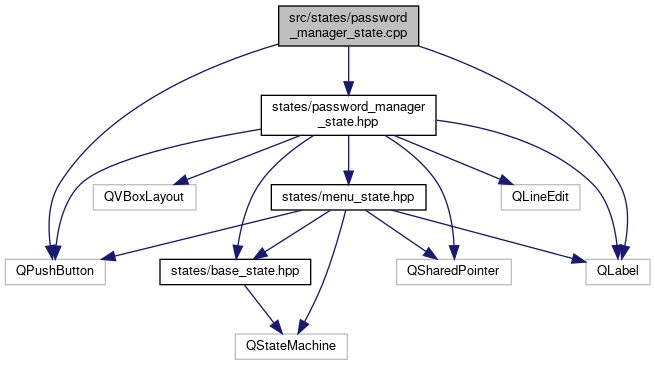 src/states/password
_manager_state.cpp
states/password_manager
_state.hpp
QVBoxLayout
states/menu_state.hpp
QLineEdit
QPushButton
states/base_state.hpp
QSharedPointer
QLabel
QStateMachine